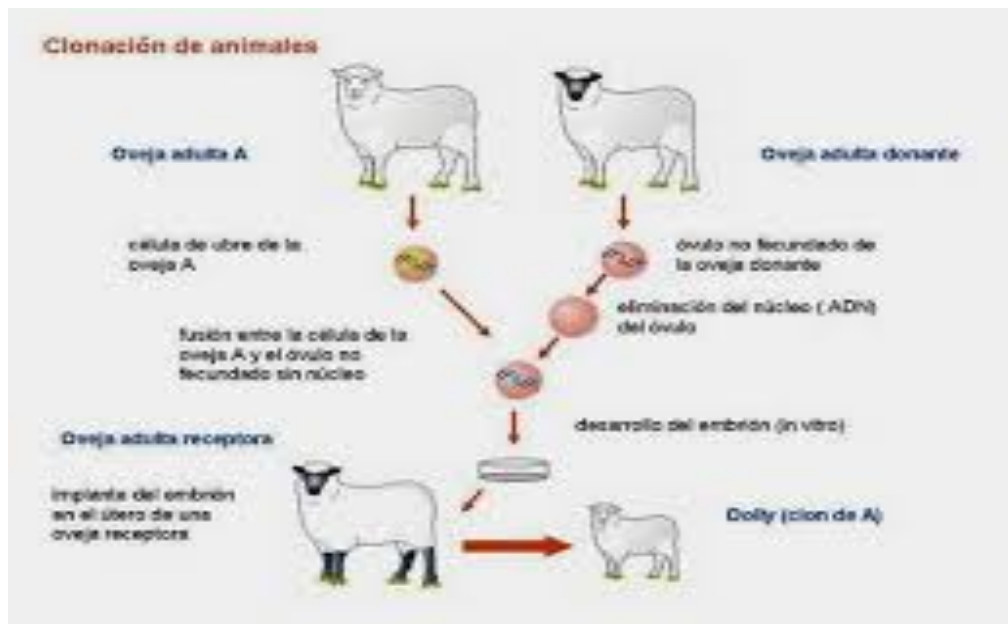 Clonación de animales
Oveja adulta A
Oveja adulta donante
célula de ubre de la
oveja A
óvulo no fecundado de
la oveja donante
eliminación del núcleo ( ADN)
del óvulo
fusión entre la célula de la
oveja A y el óvulo no
fecundado sin núcleo
desarrollo del embrión (in vitro)
Oveja adulta receptora
implante del embrión
en el útero de una
oveja receptora
Dolly (clon de A)